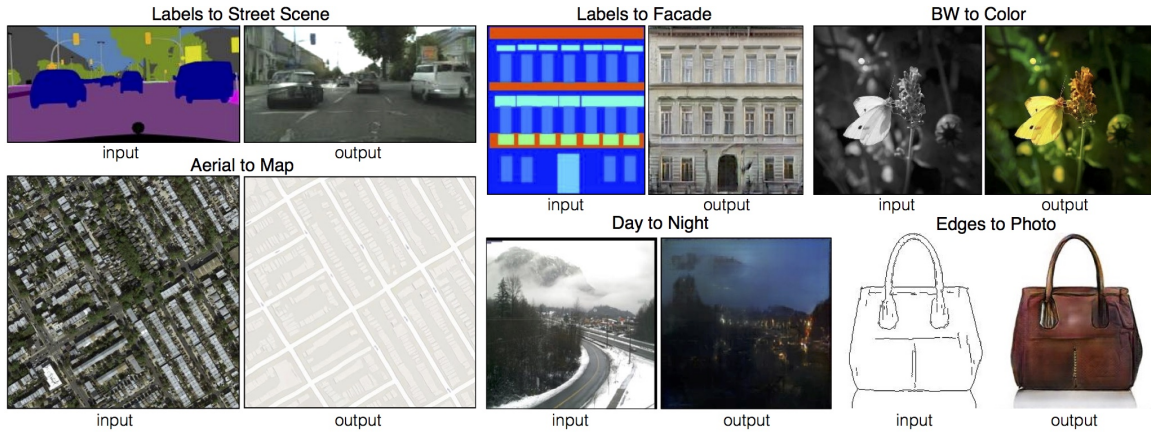 Labels to Street Scene
input
output
Aerial to Map
input
output
Labels to Facade
input
output
BW to Color
input
output
Day to Night
input
output
Edges to Photo
input
output